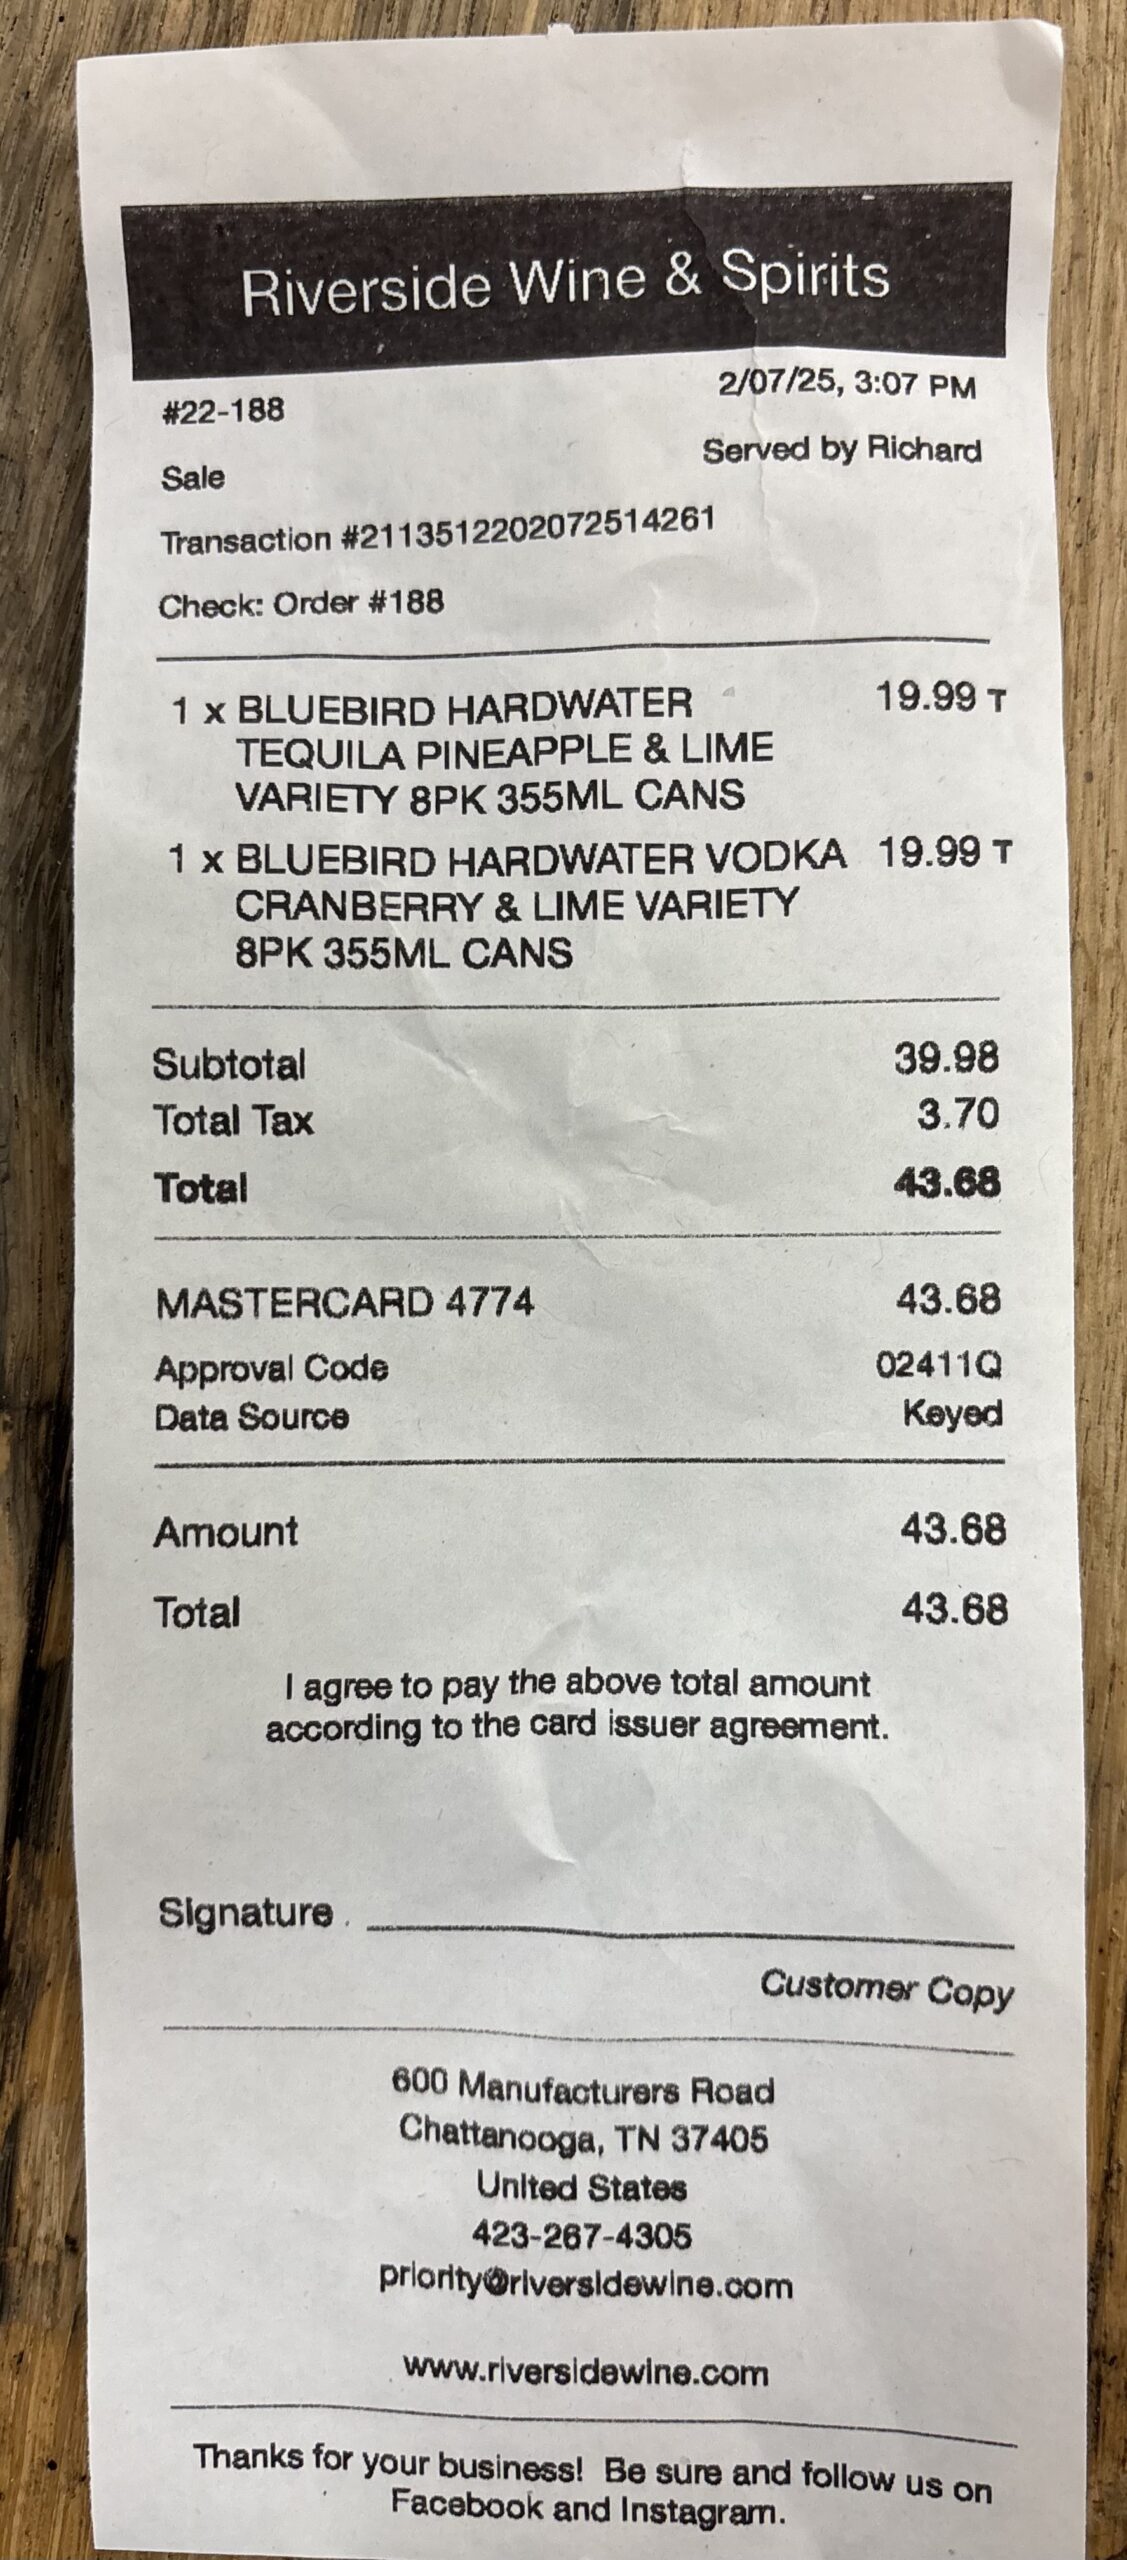 Riverside Wine & Spirits
#22-188 2/07/25, 3:07 PM
Sale Served by Richard
Transaction #2113512202072514261
Check: Order #188
1 x BLUEBIRD HARDWATER 19.99 T
TEQUILA PINEAPPLE & LIME
VARIETY 8PK 355ML CANS
1 x BLUEBIRD HARDWATER VODKA 19.99 T
CRANBERRY & LIME VARIETY
8PK 355ML CANS
Subtotal 39.98
Total Tax 3.70
Total 43.68
MASTERCARD 4774 43.68
Approval Code 02411Q
Data Source Keyed
Amount 43.68
Total 43.68
I agree to pay the above total amount
according to the card issuer agreement.
Signature
Customer Copy
600 Manufacturers Road
Chattanooga, TN 37405
United States
423-267-4305
priority@riversidewine.com
www.riversidewine.com
Thanks for your business! Be sure and follow us on
Facebook and Instagram.